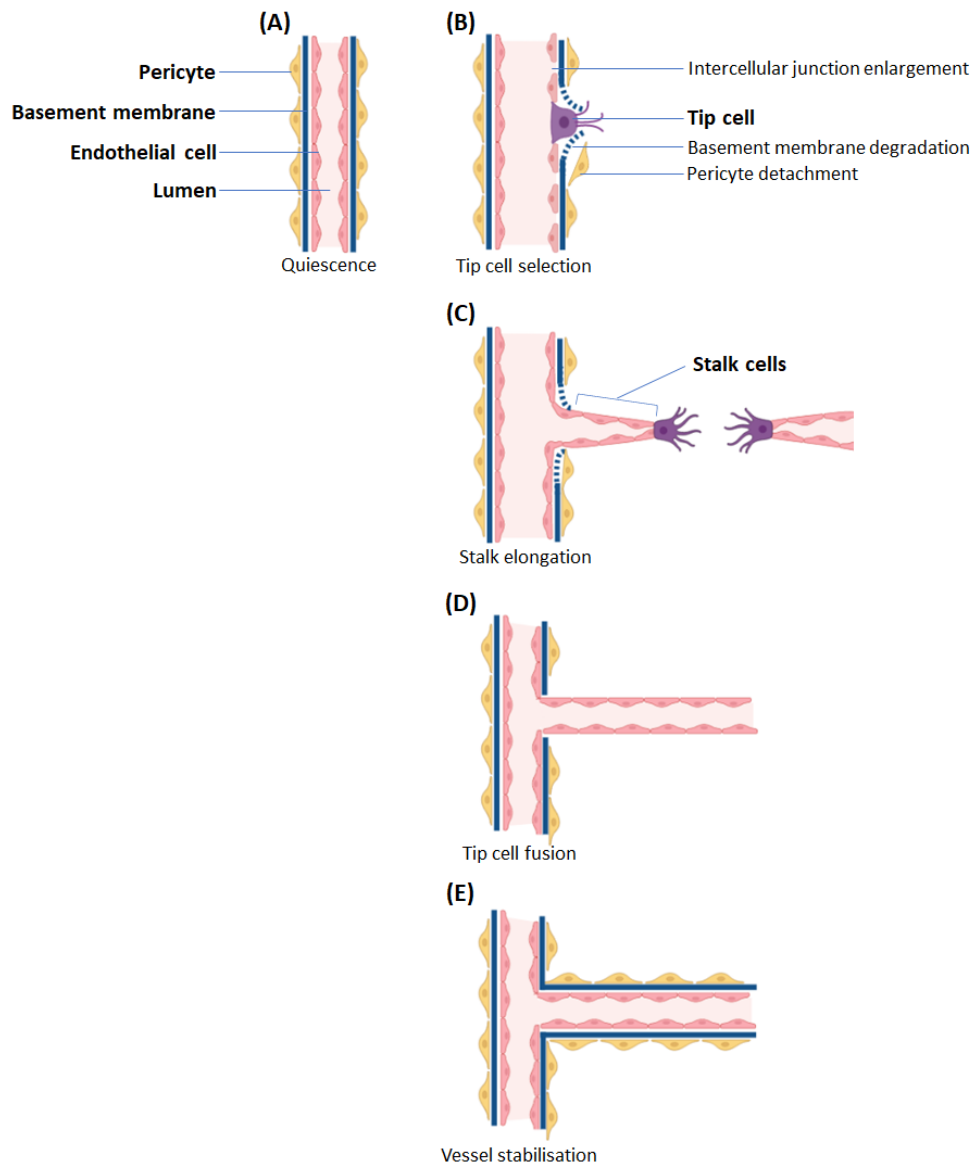 (A)
Pericyte
Basement membrane
Endothelial cell
Lumen
Quiescence
(B)
Intercellular junction enlargement
Tip cell
Basement membrane degradation
Pericyte detachment
Tip cell selection
(C)
Stalk cells
Stalk elongation
(D)
Tip cell fusion
(E)
Vessel stabilisation